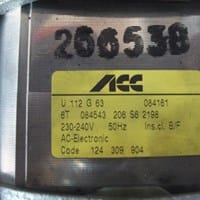 206538
ACC
U 112 G 63 084161
6T 084543 206 S6 2198
230-240V 50Hz Ins.cl. B/F
AC-Electronic
Code 124 309 904